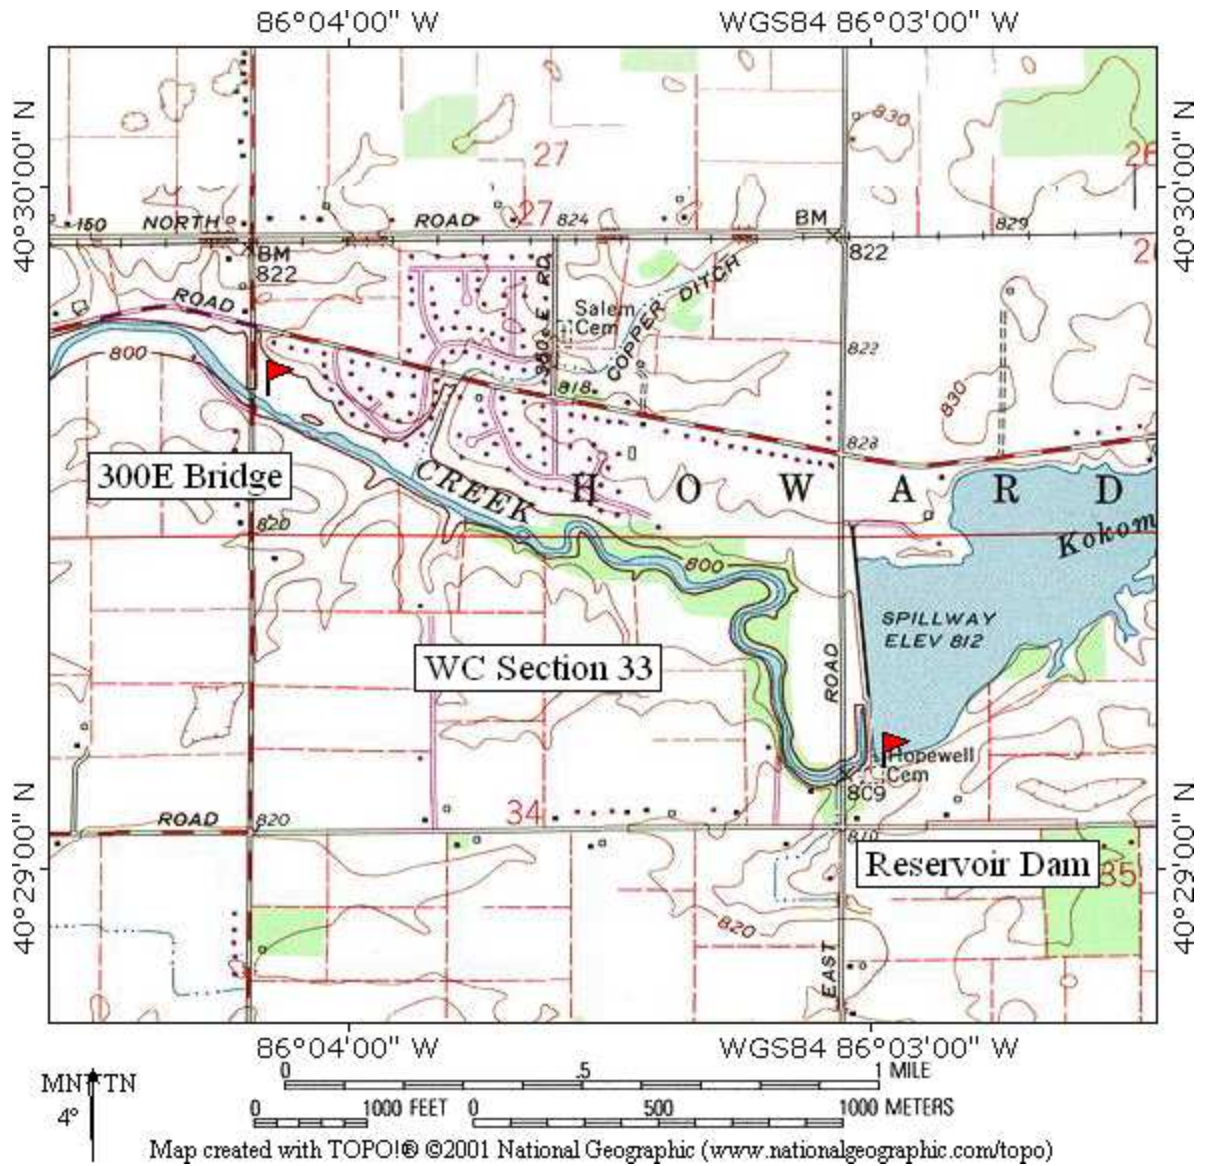 86°04'00" W
WGS84 86°03'00" W
40°30'00" N
40°30'00" N
830
27
26
27
150 NORTH ROAD
824
BM
829
BM
822
822
ROAD
300 E RD
Salem
Cem
COPPER DITCH
800
822
818
830
828
300E Bridge
CREEK
HOWARD
Kokom
820
800
SPILLWAY
ELEV 812
WC Section 33
ROAD
Hopewell
Cem
809
34
ROAD
820
810
Reservoir Dam
35
820
EAST
40°29'00" N
40°29'00" N
86°04'00" W
WGS84 86°03'00" W
MN TN
4°
0 .5 1 MILE
0 1000 FEET 0 500 1000 METERS
Map created with TOPO!® ©2001 National Geographic (www.nationalgeographic.com/topo)